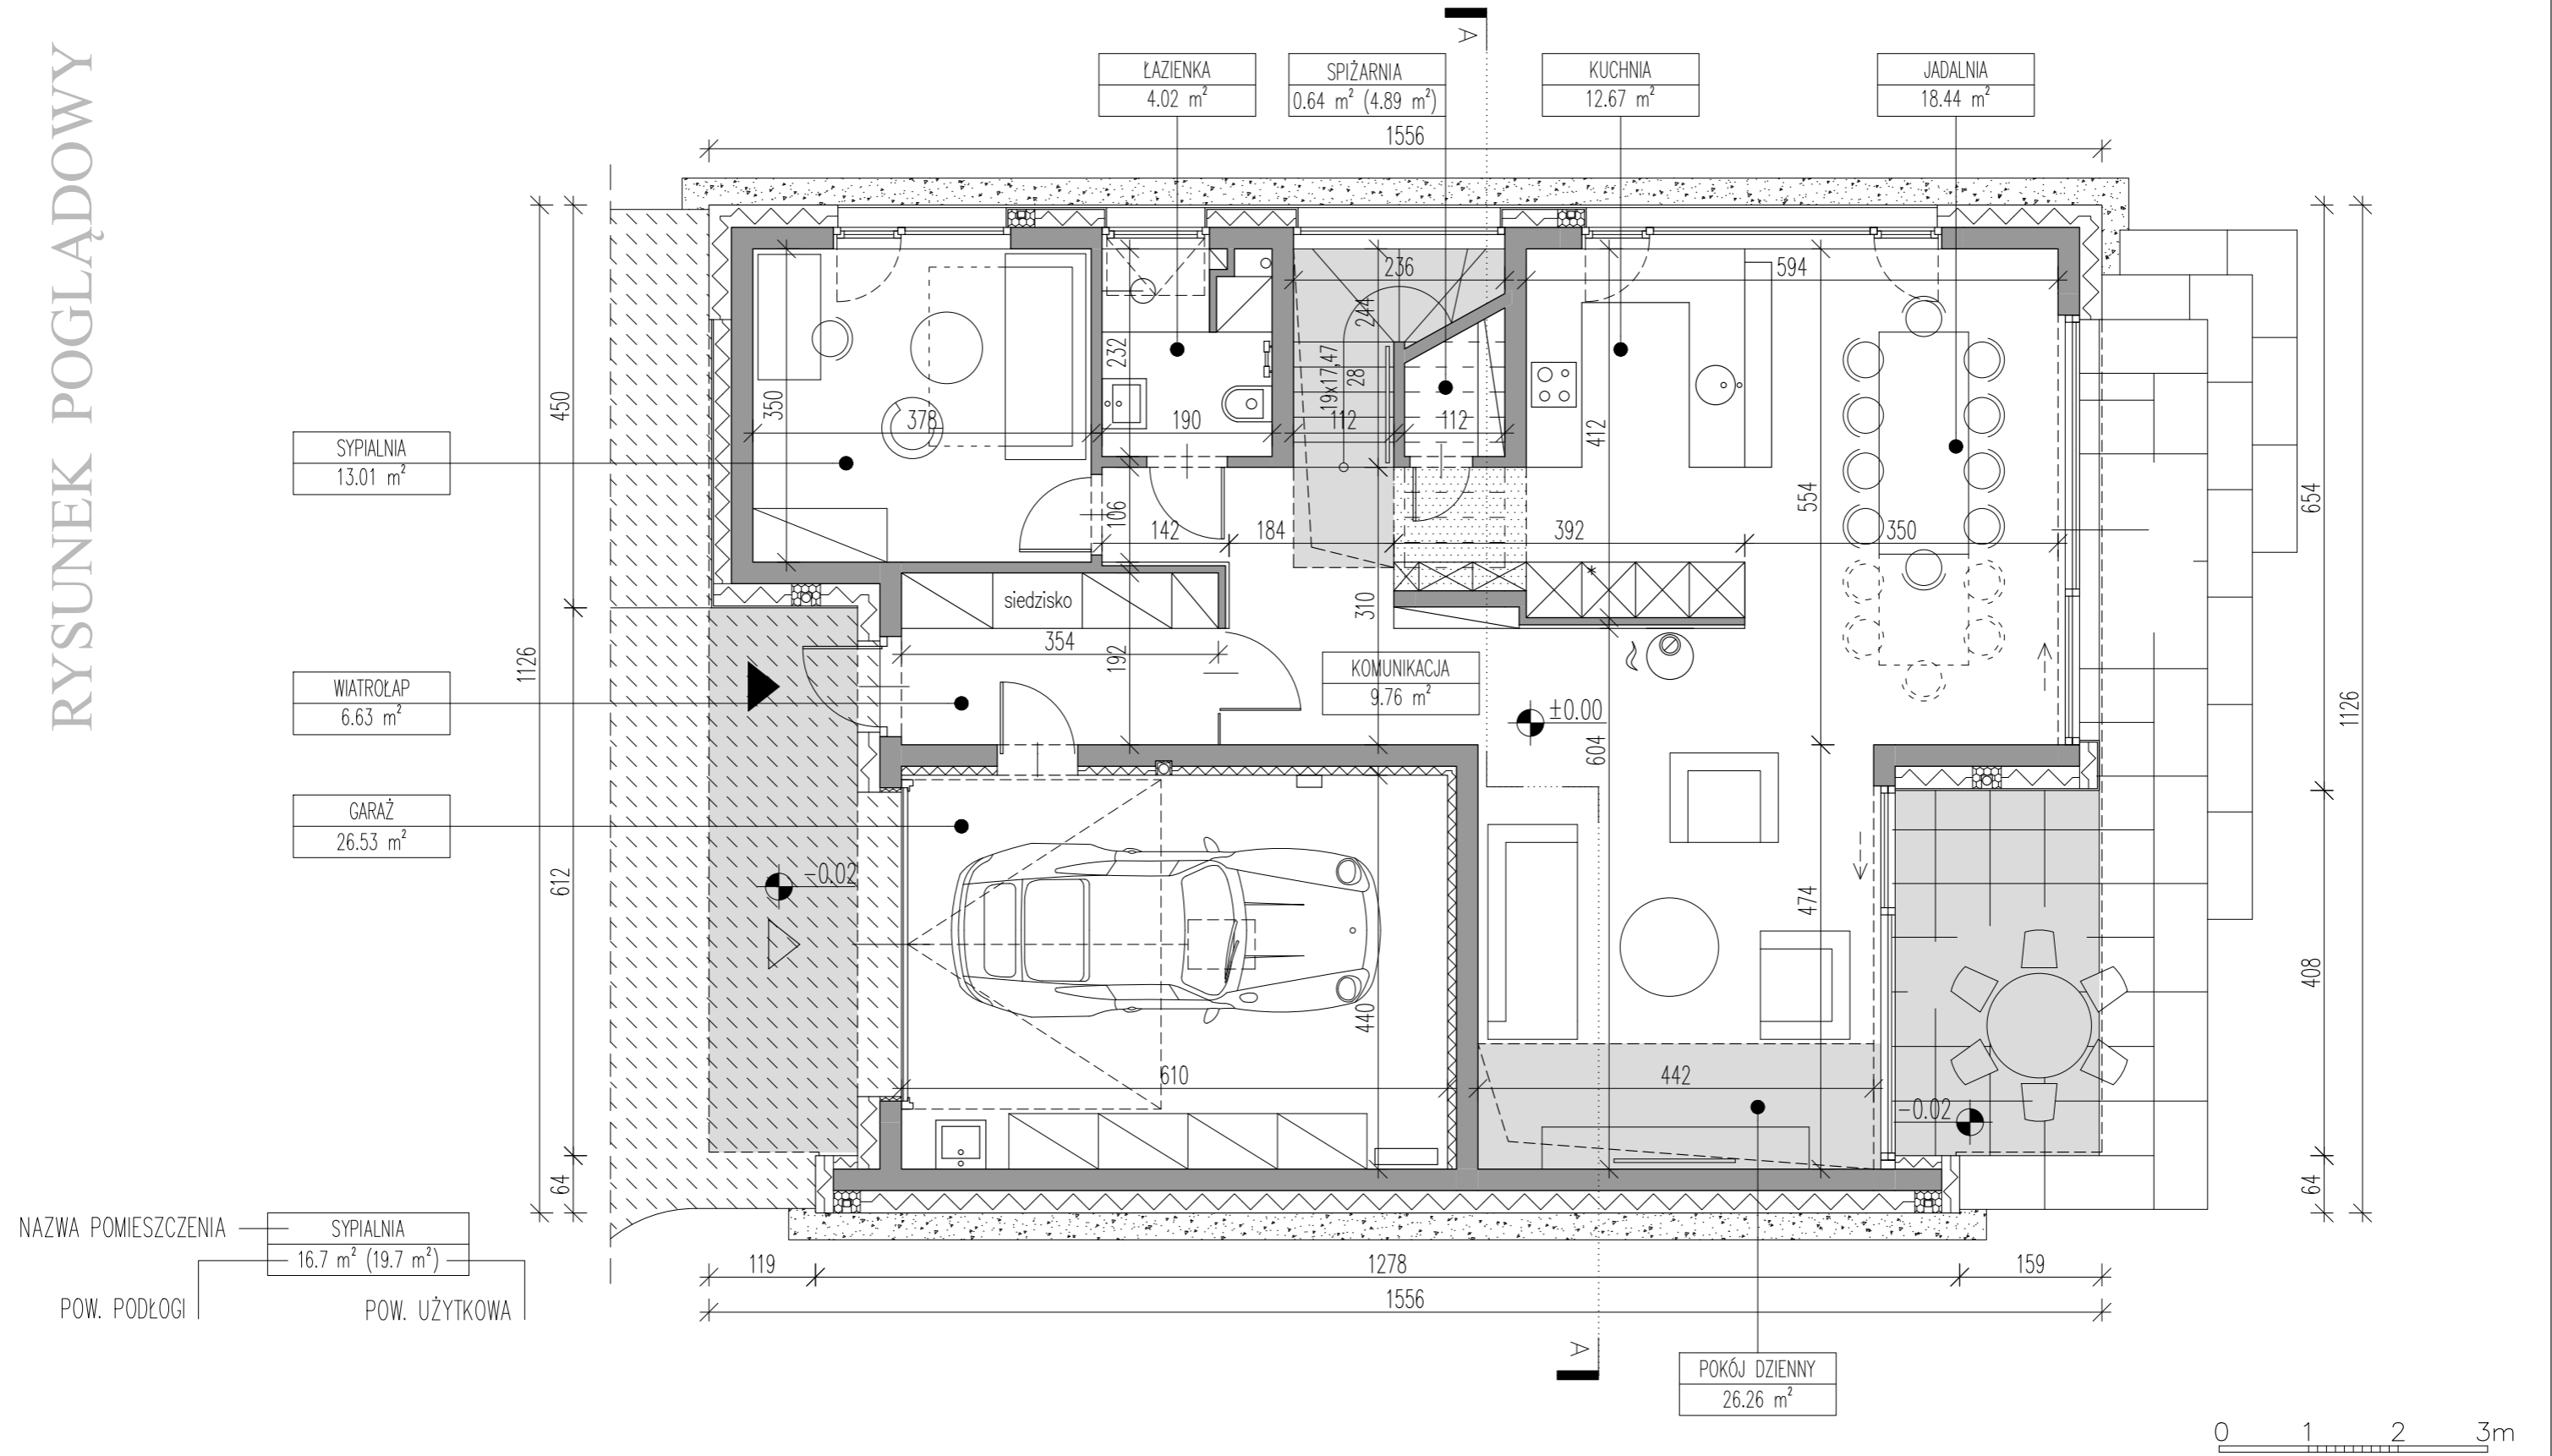 RYSUNEK POGLĄDOWY
A
ŁAZIENKA
4.02 m²
SPIŻARNIA
0.64 m² (4.89 m²)
KUCHNIA
12.67 m²
JADALNIA
18.44 m²
1556
236
594
244
232
350
450
19x17,47
28
378
190
112
112
412
SYPIALNIA
13.01 m²
654
106
142
184
392
554
350
siedzisko
310
1126
354
192
KOMUNIKACJA
9.76 m²
WIATROŁAP
6.63 m²
±0.00
604
1126
GARAŻ
26.53 m²
612
-0.02
474
408
440
610
442
-0.02
64
64
NAZWA POMIESZCZENIA
SYPIALNIA
16.7 m² (19.7 m²)
POW. PODŁOGI
POW. UŻYTKOWA
119
1278
159
1556
A
POKÓJ DZIENNY
26.26 m²
0 1 2 3m